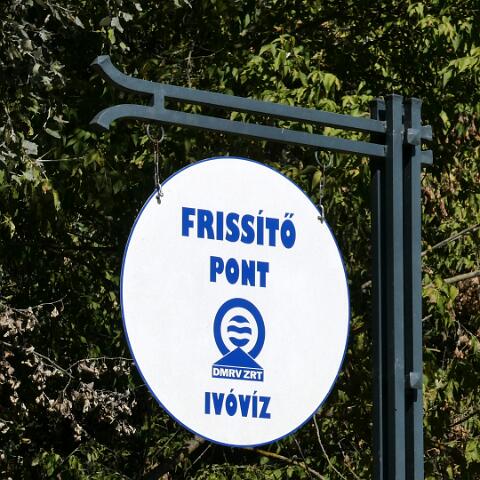 FRISSÍTŐ
PONT
DMRV ZRT
IVÓVÍZ